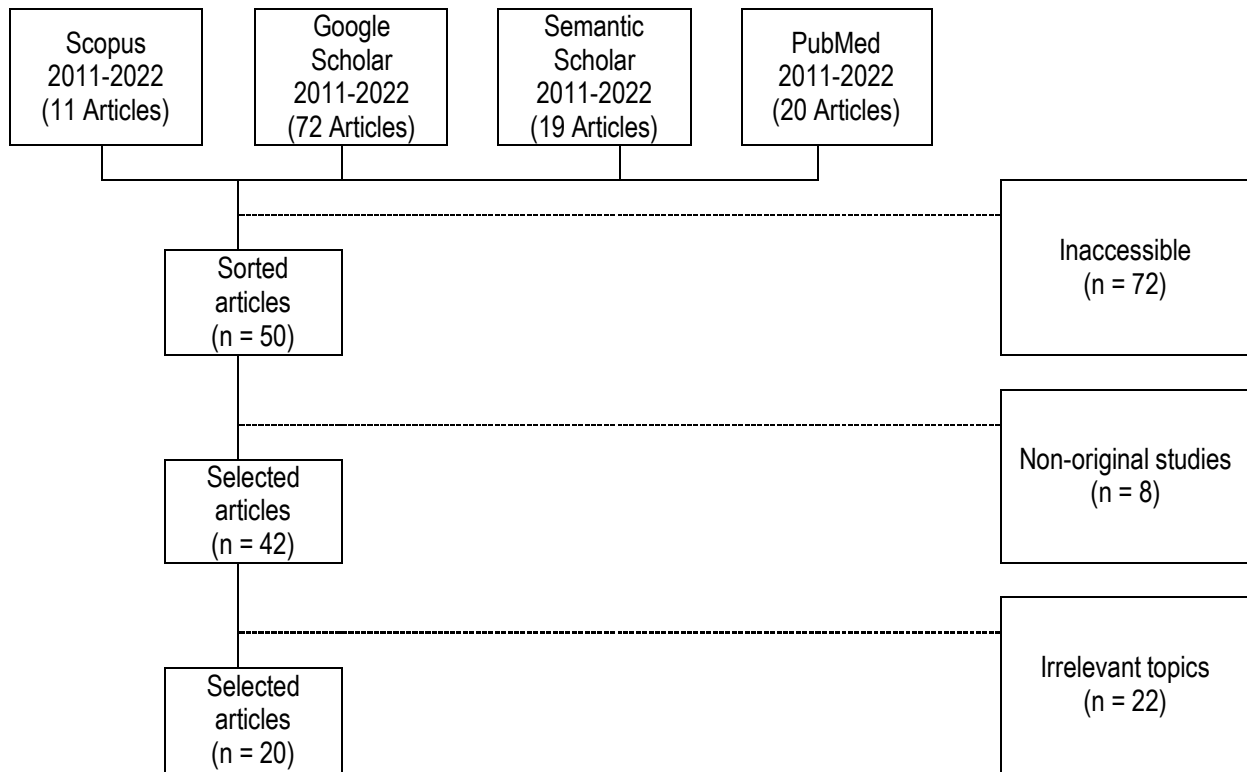 Scopus
2011-2022
(11 Articles)
Google
Scholar
2011-2022
(72 Articles)
Semantic
Scholar
2011-2022
(19 Articles)
PubMed
2011-2022
(20 Articles)
Inaccessible
(n = 72)
Sorted
articles
(n = 50)
Non-original studies
(n = 8)
Selected
articles
(n = 42)
Irrelevant topics
(n = 22)
Selected
articles
(n = 20)